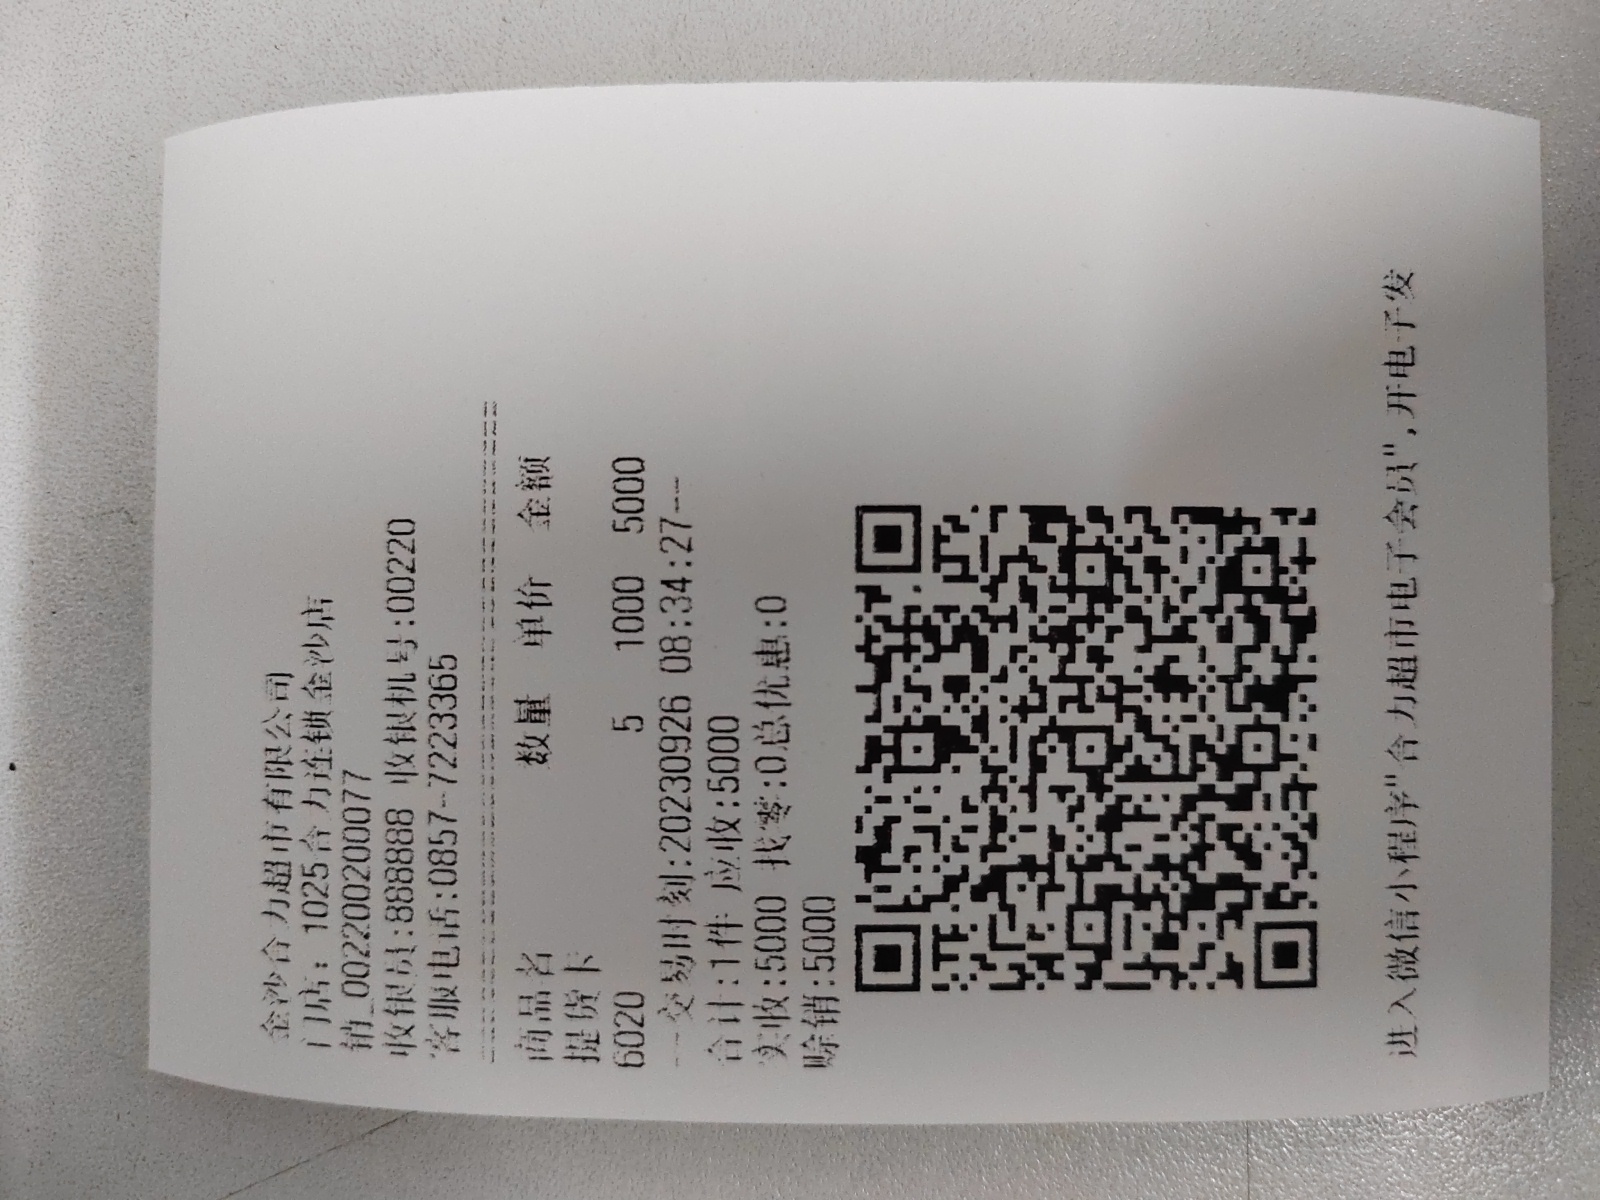 金沙合力超市有限公司
门店：1025合力连锁金沙店
销_00220020200077
收银员:888888 收银机号:00220
客服电话:0857-7223365
商品名 数量 单价 金额
提货卡
6020 5 1000 5000
---交易时刻:20230926 08:34:27---
合计:1件 应收:5000
实收:5000 找零:0总优惠:0
赊销:5000
进入微信小程序"合力超市电子会员",开电子发